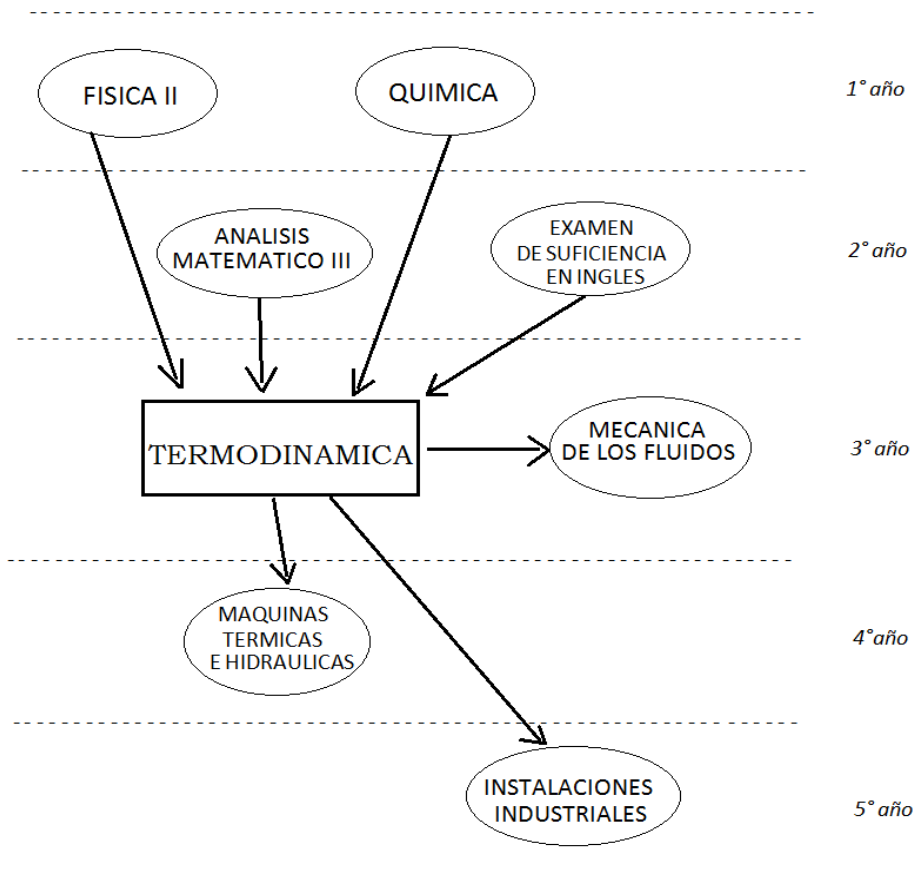 FISICA II
QUIMICA
1° año
ANALISIS
MATEMATICO III
EXAMEN
DE SUFICIENCIA
EN INGLES
2° año
TERMODINAMICA
MECANICA
DE LOS FLUIDOS
3° año
MAQUINAS
TERMICAS
E HIDRAULICAS
4°año
INSTALACIONES
INDUSTRIALES
5° año